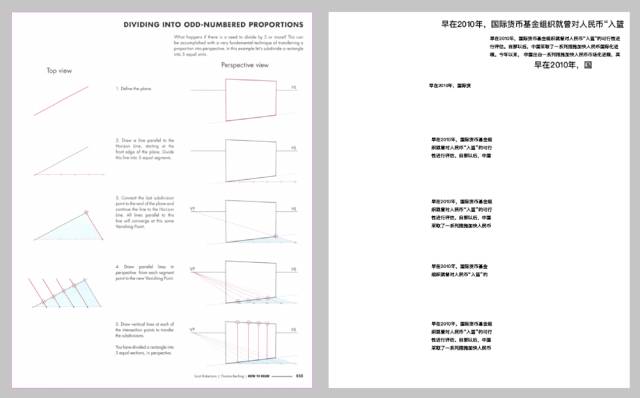 DIVIDING INTO ODD-NUMBERED PROPORTIONS
What happens if there is a need to divide by 3 or more? This can
be accomplished with a very fundamental technique of transferring a
proportion into perspective. In this example let's subdivide a rectangle
into 5 equal segments.
Top view
Perspective view
1. Define the plane.
HL
2. Draw a line parallel to the
Horizon Line, starting at the
front edge of the plane. Guide
this line into 5 equal segments.
HL
3. Connect the last subdivision
point to the end of the plane and
continue the line to the Horizon
Line. All lines parallel to this
line will converge at this same
Vanishing Point.
VP
HL
4. Draw parallel lines in
perspective from each segment
point to the new Vanishing Point.
VP
HL
5. Draw vertical lines at each of
the intersection points to transfer
the subdivisions.
You have divided a rectangle into
5 equal sections, in perspective.
VP
HL
Scott Robertson | Thomas Bertling | HOW TO DRAW
早在2010年，国际货币基金组织就曾对人民币“入篮
早在2010年，国际货币基金组织就曾对人民币“入篮”的可行性进
行评估。自那以后，中国采取了一系列措施加快人民币国际化进
程。今年以来，中国出台一系列措施加快人民币市场化进程，其
早在2010年，国
早在2010年，国际货
早在2010年，国际货币基金组
织就曾对人民币“入篮”的可行
性进行评估。自那以后，中国
早在2010年，国际货币基金组
织就曾对人民币“入篮”的可行
性进行评估。自那以后，中国
采取了一系列措施加快人民币
早在2010年，国际货币基金
组织就曾对人民币“入篮”的
早在2010年，国际货币基金组
织就曾对人民币“入篮”的可行
性进行评估。自那以后，中国
采取了一系列措施加快人民币